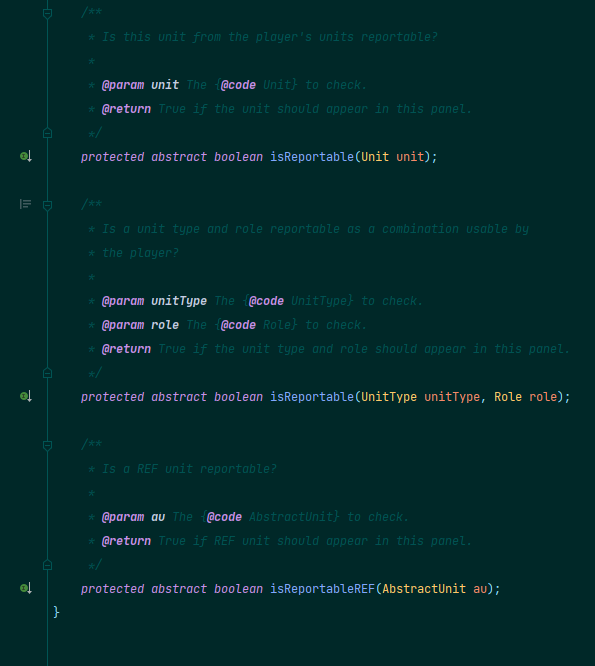 /**
 * Is this unit from the player's units reportable?
 *
 * @param unit The {@code Unit} to check.
 * @return True if the unit should appear in this panel.
 */
protected abstract boolean isReportable(Unit unit);
/**
 * Is a unit type and role reportable as a combination usable by
 * the player?
 *
 * @param unitType The {@code UnitType} to check.
 * @param role The {@code Role} to check.
 * @return True if the unit type and role should appear in this panel.
 */
protected abstract boolean isReportable(UnitType unitType, Role role);
/**
 * Is a REF unit reportable?
 *
 * @param au The {@code AbstractUnit} to check.
 * @return True if REF unit should appear in this panel.
 */
protected abstract boolean isReportableREF(AbstractUnit au);
}